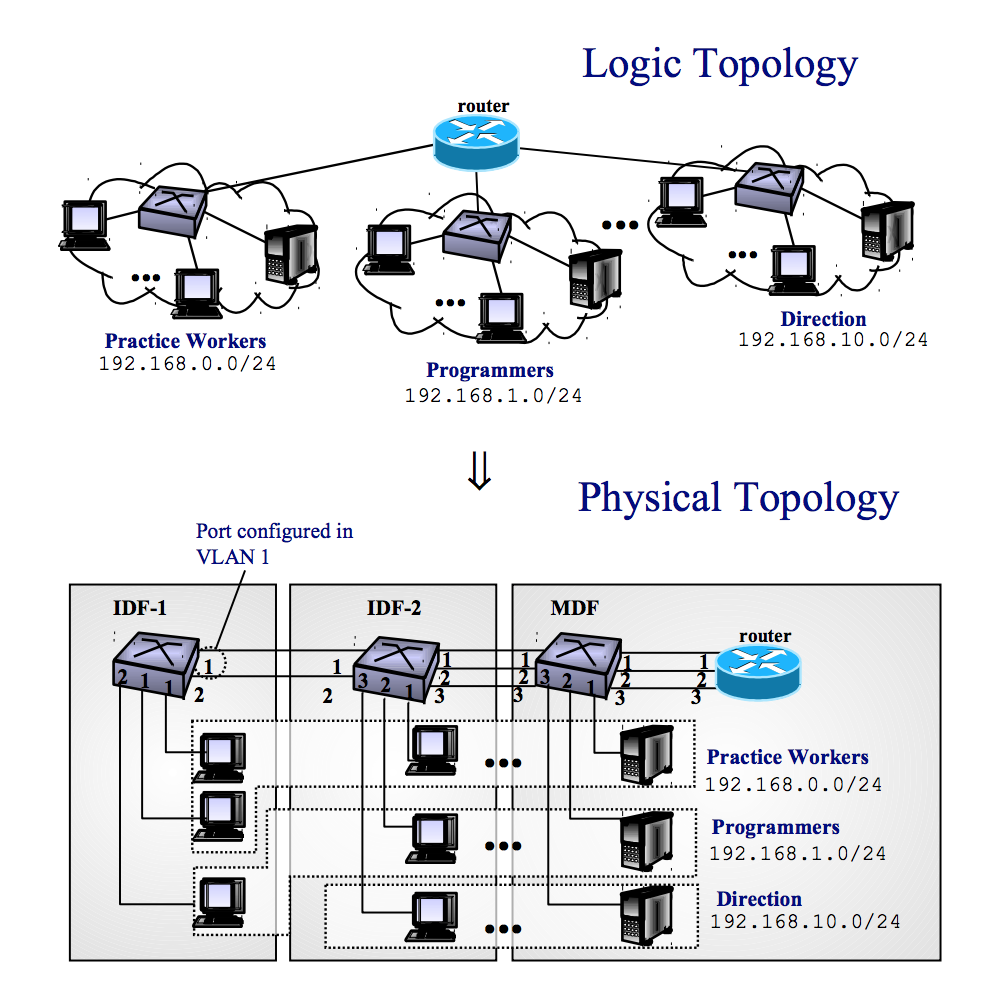 Logic Topology
router
Practice Workers
192.168.0.0/24
Programmers
192.168.1.0/24
Direction
192.168.10.0/24
Physical Topology
Port configured in
VLAN 1
IDF-1
IDF-2
MDF
router
2 1 1
1
2
1
2
3 2 1
1
2
3
1
2
3
3 2 1
1
2
3
1
2
3
Practice Workers
192.168.0.0/24
Programmers
192.168.1.0/24
Direction
192.168.10.0/24